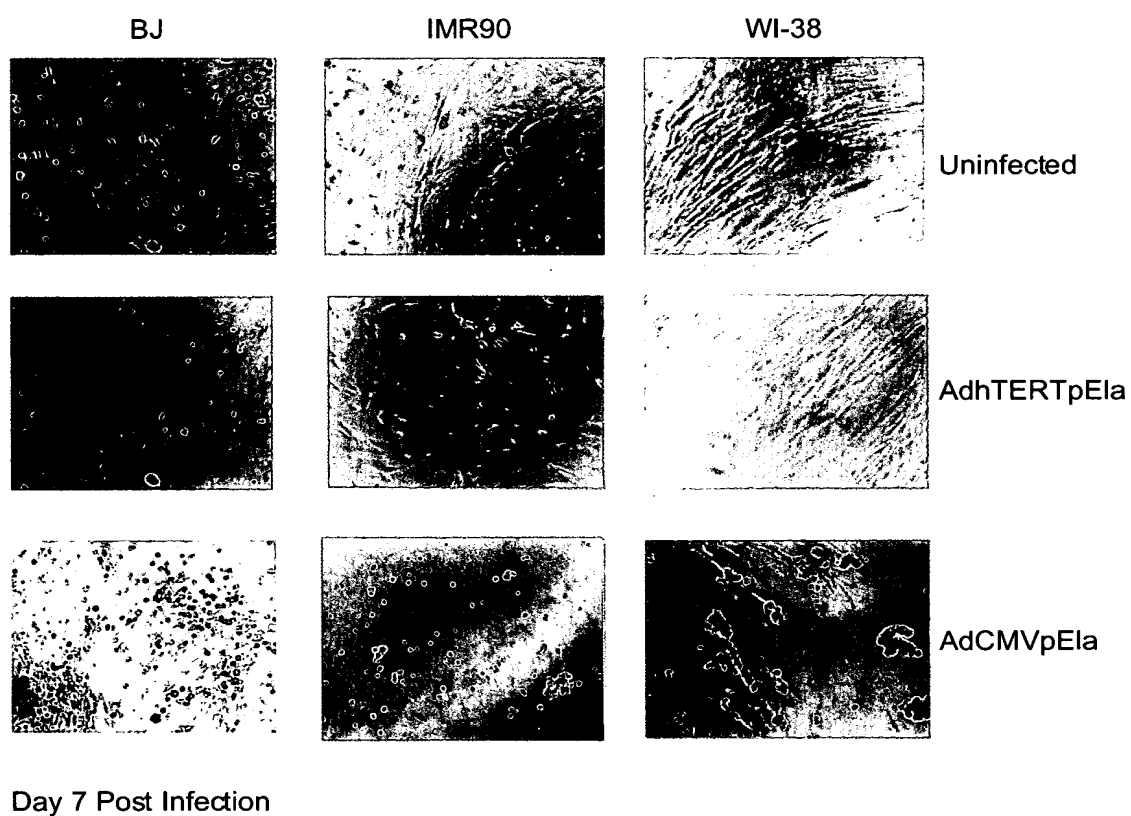 BJ
IMR90
WI-38
Uninfected
AdhTERTpEla
AdCMVpEla
Day 7 Post Infection